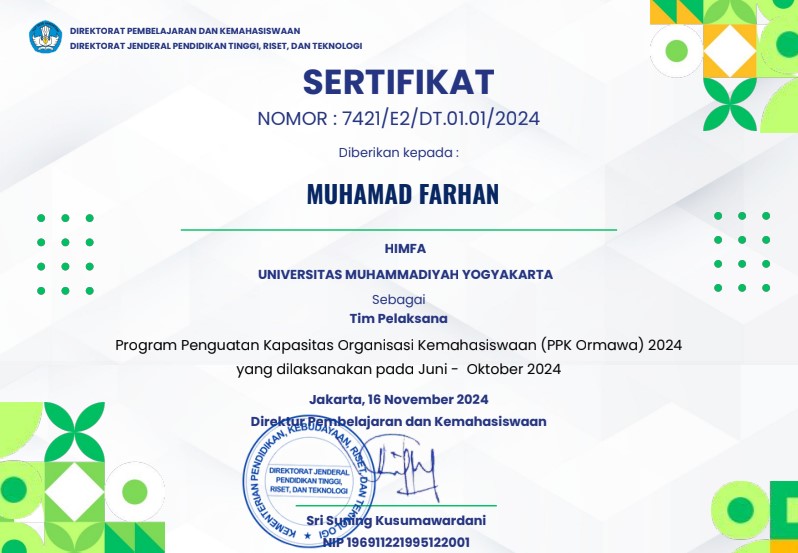 DIREKTORAT PEMBELAJARAN DAN KEMAHASISWAAN
DIREKTORAT JENDERAL PENDIDIKAN TINGGI, RISET, DAN TEKNOLOGI
SERTIFIKAT
NOMOR : 7421/E2/DT.01.01/2024
Diberikan kepada :
MUHAMAD FARHAN
HIMFA
UNIVERSITAS MUHAMMADIYAH YOGYAKARTA
Sebagai
Tim Pelaksana
Program Penguatan Kapasitas Organisasi Kemahasiswaan (PPK Ormawa) 2024
yang dilaksanakan pada Juni - Oktober 2024
Jakarta, 16 November 2024
Direktur Pembelajaran dan Kemahasiswaan
KEMENTERIAN PENDIDIKAN, KEBUDAYAAN, RISET, DAN TEKNOLOGI
DIREKTORAT JENDERAL
PENDIDIKAN TINGGI,
RISET, DAN TEKNOLOGI
Sri Suning Kusumawardani
NIP 196911221995122001